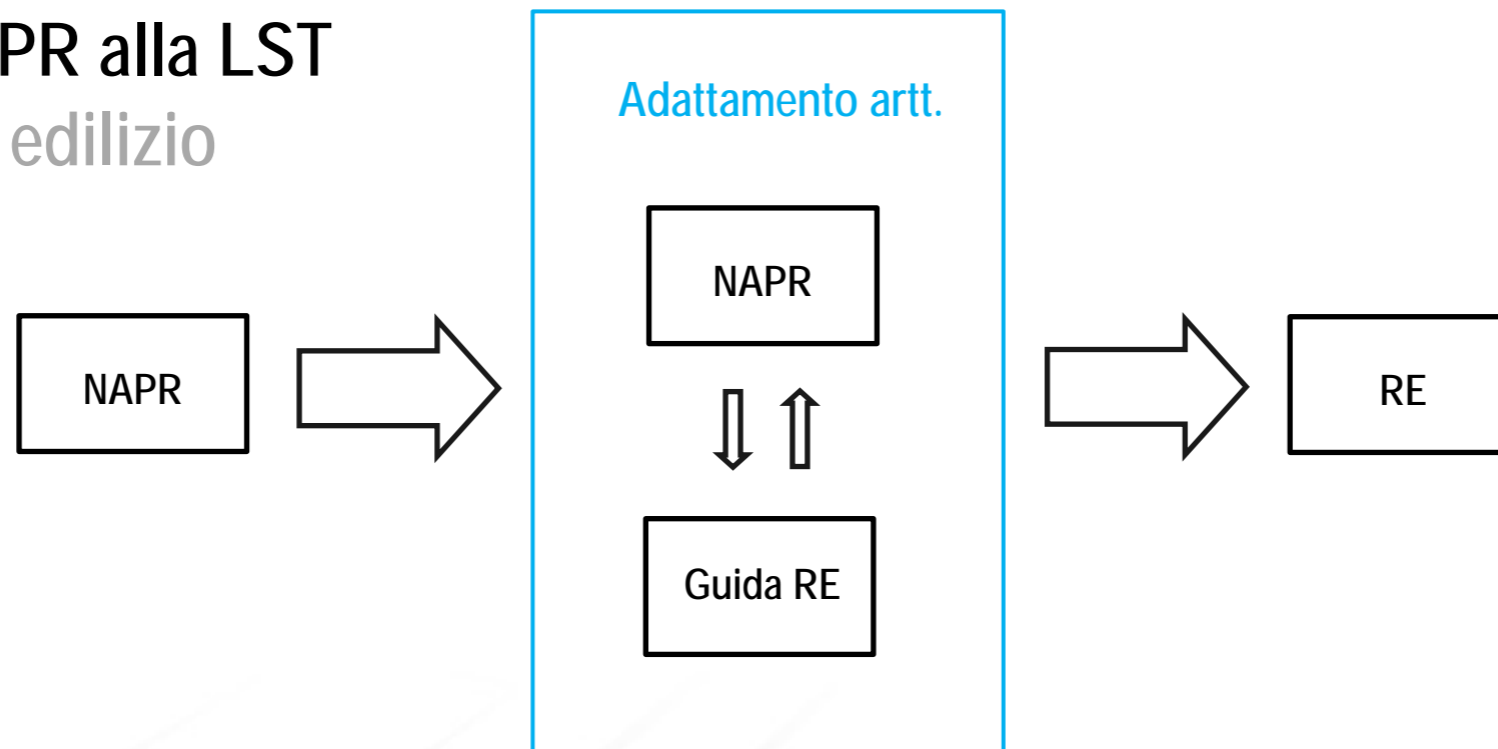 PR alla LST
edilizio
Adattamento artt.
NAPR
NAPR
Guida RE
RE